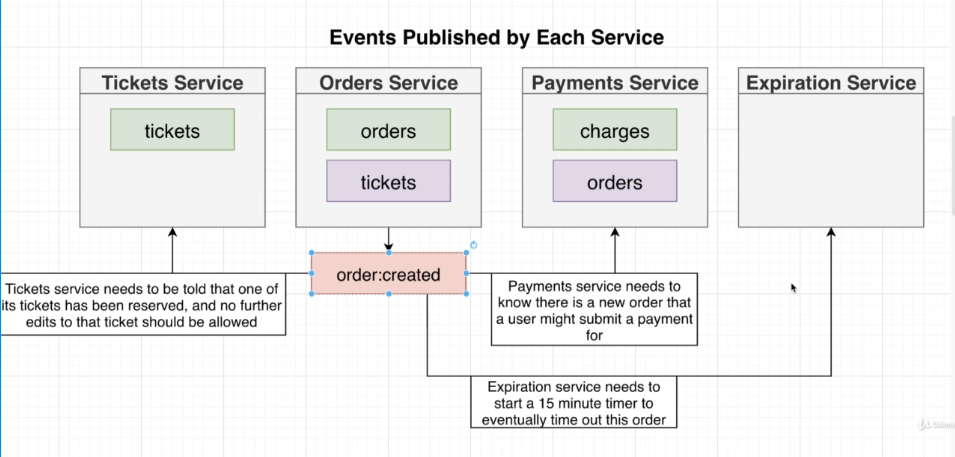 Events Published by Each Service
Tickets Service
Orders Service
Payments Service
Expiration Service
tickets
orders
charges
tickets
orders
order:created
Tickets service needs to be told that one of
its tickets has been reserved, and no further
edits to that ticket should be allowed
Payments service needs to
know there is a new order that
a user might submit a payment
for
Expiration service needs to
start a 15 minute timer to
eventually time out this order